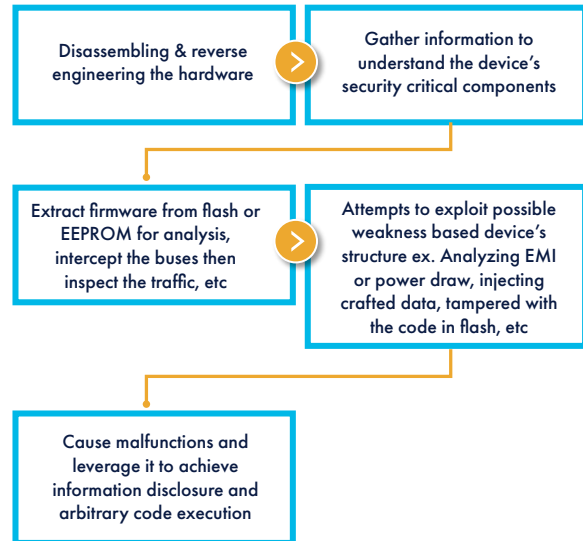 Disassembling & reverse
engineering the hardware
Gather information to
understand the device's
security critical components
Extract firmware from flash or
EEPROM for analysis,
intercept the buses then
inspect the traffic, etc
Attempts to exploit possible
weakness based device's
structure ex. Analyzing EMI
or power draw, injecting
crafted data, tampered with
the code in flash, etc
Cause malfunctions and
leverage it to achieve
information disclosure and
arbitrary code execution